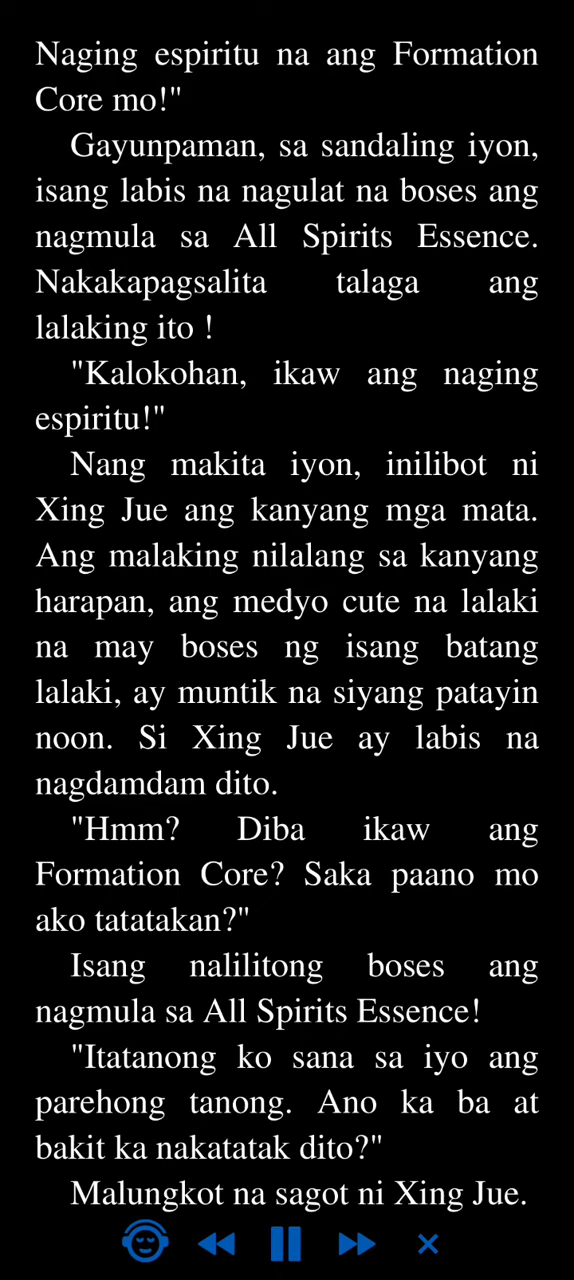 Naging espiritu na ang Formation
Core mo!"
Gayunpaman, sa sandaling iyon,
isang labis na nagulat na boses ang
nagmula sa All Spirits Essence.
Nakakapagsalita talaga ang
lalaking ito !
"Kalokohan, ikaw ang naging
espiritu!"
Nang makita iyon, inilibot ni
Xing Jue ang kanyang mga mata.
Ang malaking nilalang sa kanyang
harapan, ang medyo cute na lalaki
na may boses ng isang batang
lalaki, ay muntik na siyang patayin
noon. Si Xing Jue ay labis na
nagdamdam dito.
"Hmm? Diba ikaw ang
Formation Core? Saka paano mo
ako tatatakan?"
Isang nalilitong boses ang
nagmula sa All Spirits Essence!
"Itatanong ko sana sa iyo ang
parehong tanong. Ano ka ba at
bakit ka nakatatak dito?"
Malungkot na sagot ni Xing Jue.